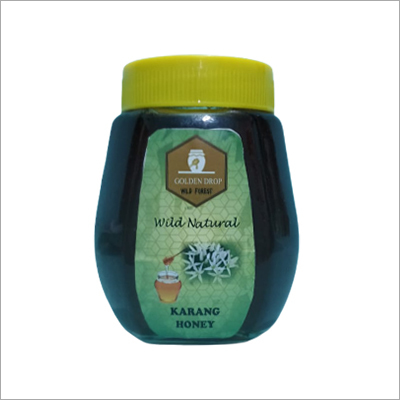 GOLDEN DROP
WILD FOREST
Wild Natural
KARANG
HONEY